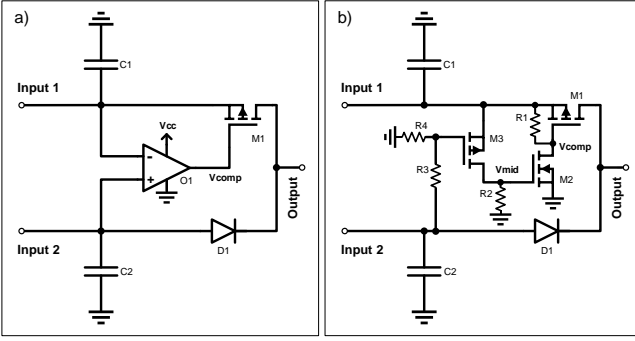 a)
C1
Input 1
Vcc
M1
-
+
O1
Vcomp
Output
Input 2
D1
C2
b)
C1
Input 1
M1
R1
R4
M3
Vcomp
R3
Vmid
M2
R2
Output
Input 2
D1
C2